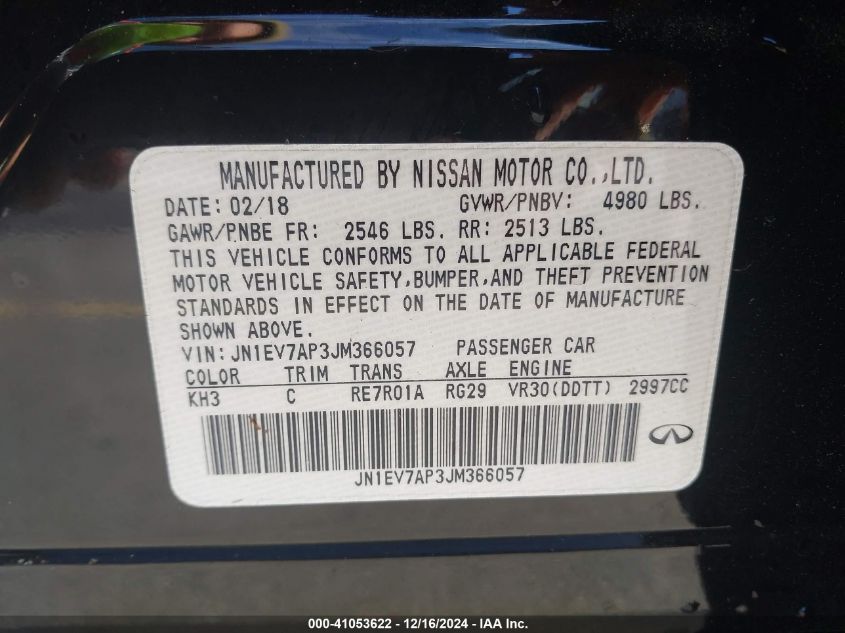 MANUFACTURED BY NISSAN MOTOR CO.,LTD.
DATE: 02/18 GVWR/PNBV: 4980 LBS.
GAWR/PNBE FR: 2546 LBS. RR: 2513 LBS.
THIS VEHICLE CONFORMS TO ALL APPLICABLE FEDERAL
MOTOR VEHICLE SAFETY,BUMPER,AND THEFT PREVENTION
STANDARDS IN EFFECT ON THE DATE OF MANUFACTURE
SHOWN ABOVE.
VIN:JN1EV7AP3JM366057 PASSENGER CAR
COLOR TRIM TRANS AXLE ENGINE
KH3 C RE7R01A RG29 VR30(DDTT) 2997CC
JN1EV7AP3JM366057
000-41053622 - 12/16/2024 - IAA Inc.